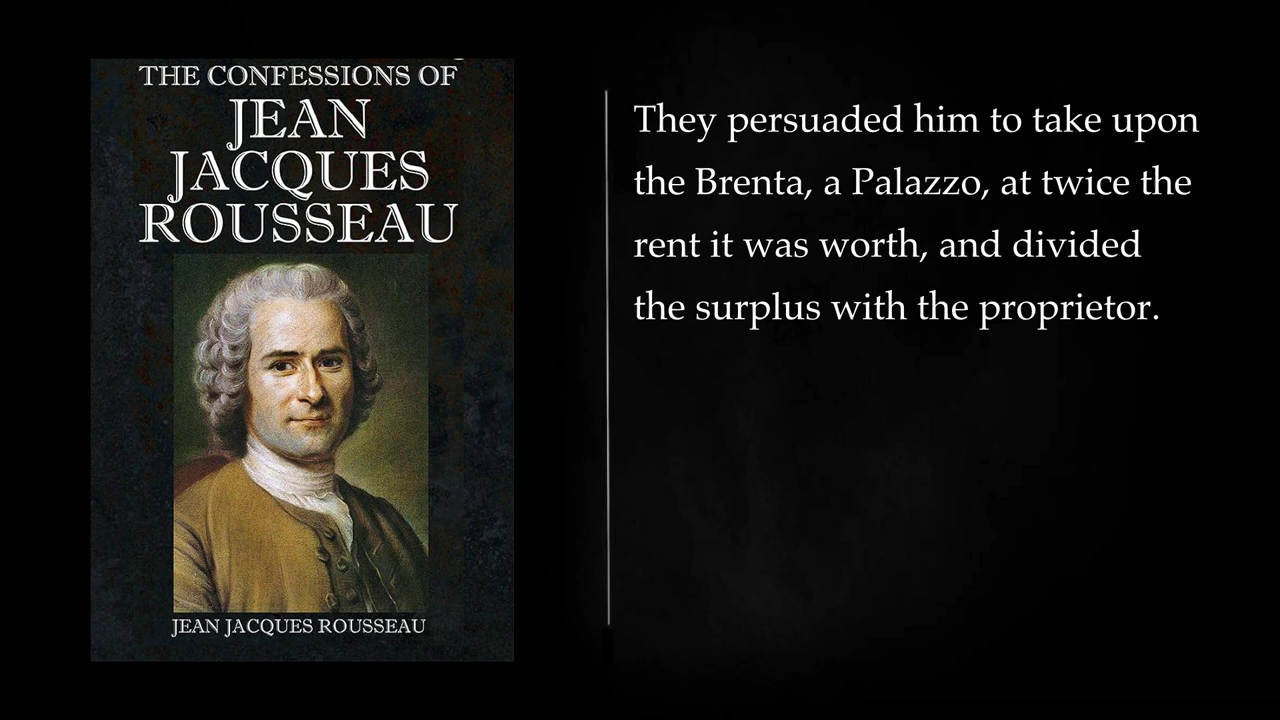 THE CONFESSIONS OF
JEAN
JACQUES
ROUSSEAU
JEAN JACQUES ROUSSEAU
They persuaded him to take upon
the Brenta, a Palazzo, at twice the
rent it was worth, and divided
the surplus with the proprietor.